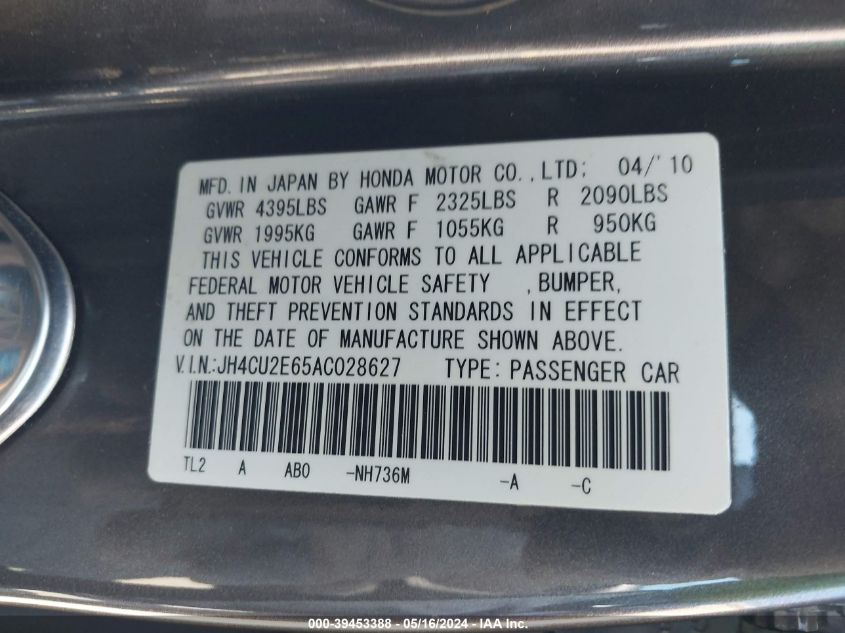 MFD. IN JAPAN BY HONDA MOTOR CO.,LTD; 04/'10
GVWR 4395LBS GAWR F 2325LBS R 2090LBS
GVWR 1995KG GAWR F 1055KG R 950KG
THIS VEHICLE CONFORMS TO ALL APPLICABLE
FEDERAL MOTOR VEHICLE SAFETY , BUMPER,
AND THEFT PREVENTION STANDARDS IN EFFECT
ON THE DATE OF MANUFACTURE SHOWN ABOVE.
V.I.N.:JH4CU2E65AC028627 TYPE: PASSENGER CAR
TL2 A AB0 -NH736M -A -C
000-39453388 - 05/16/2024 - IAA Inc.